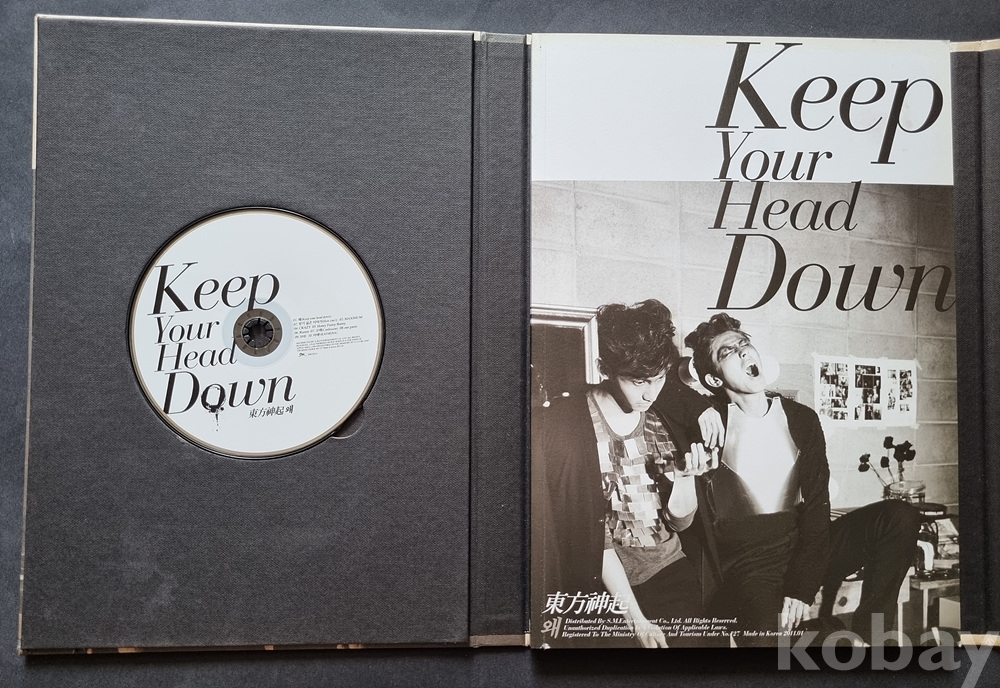 Keep
Your
Head
Down
東方神起 왜
Keep
Your
Head
Down
東方神起
왜
Distributed By S.M.Entertainment Co., Ltd. All Rights Reserved.
Unauthorized Duplication Is A Violation Of Applicable Laws.
Registered To The Ministry Of Culture And Tourism Under No.127 Made in Korea 2011.01
kobay